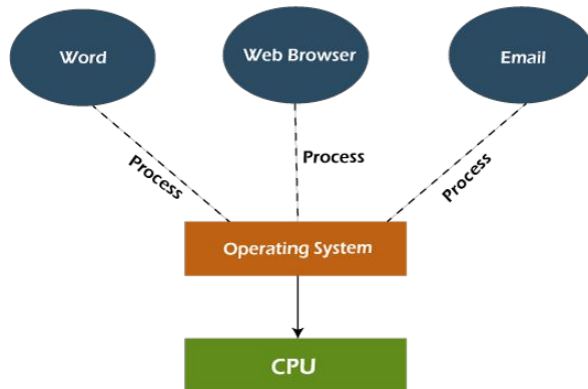 Word
Web Browser
Email
Process
Process
Process
Operating System
CPU